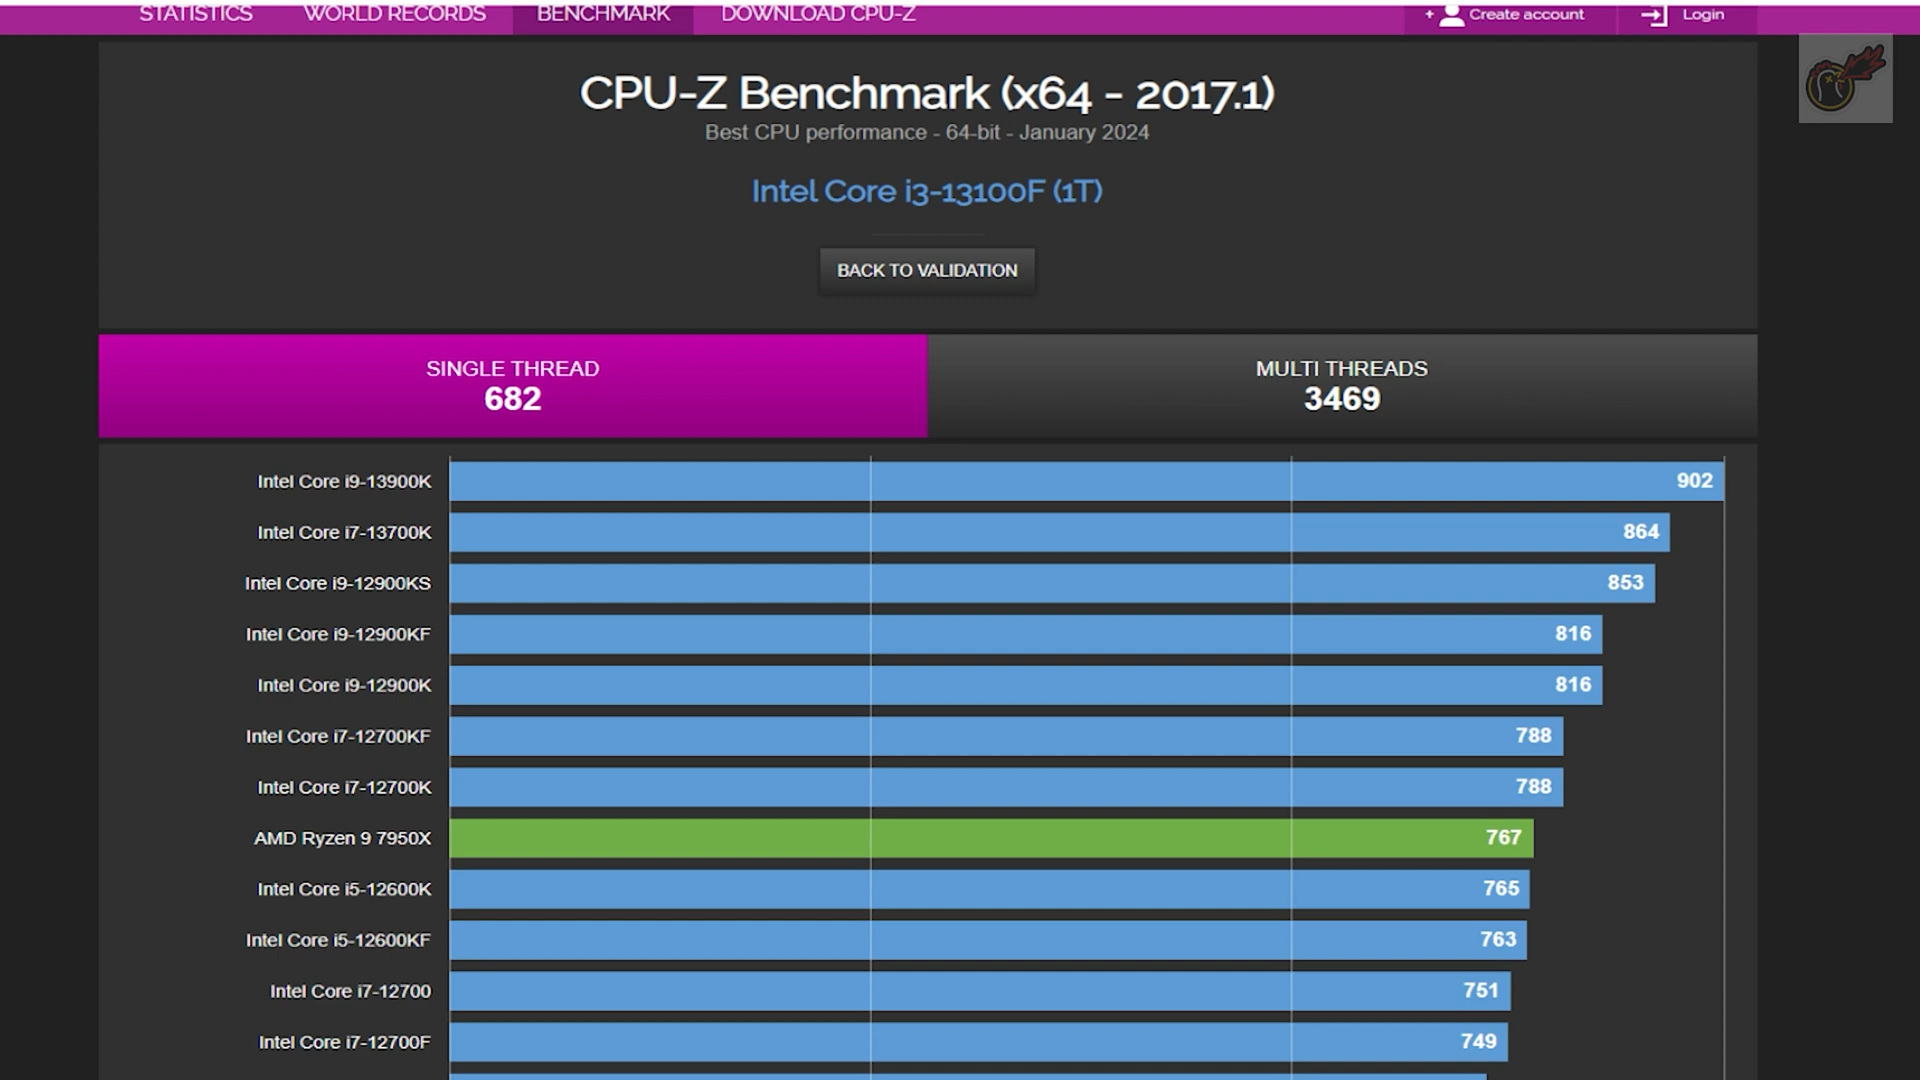 STATISTICS WORLD RECORDS BENCHMARK DOWNLOAD CPU-Z + Create account Login
CPU-Z Benchmark (x64 - 2017.1)
Best CPU performance - 64-bit - January 2024
Intel Core i3-13100F (1T)
BACK TO VALIDATION
SINGLE THREAD
682
MULTI THREADS
3469
Intel Core i9-13900K 902
Intel Core i7-13700K 864
Intel Core i9-12900KS 853
Intel Core i9-12900KF 816
Intel Core i9-12900K 816
Intel Core i7-12700KF 788
Intel Core i7-12700K 788
AMD Ryzen 9 7950X 767
Intel Core i5-12600K 765
Intel Core i5-12600KF 763
Intel Core i7-12700 751
Intel Core i7-12700F 749